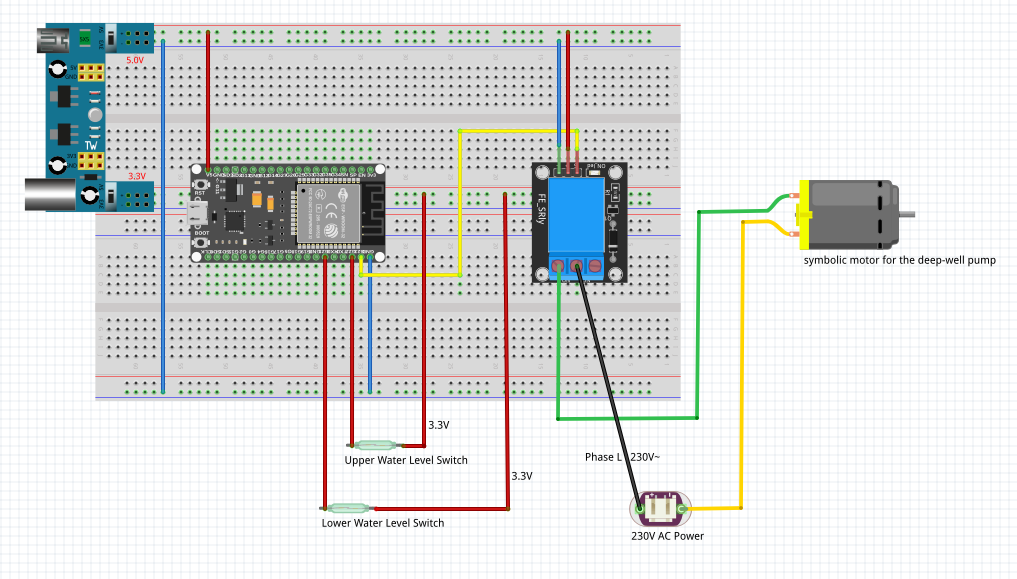 5.0V
TW
3.3V
RST
BOOT
FE_SRly
symbolic motor for the deep-well pump
3.3V
Upper Water Level Switch
Phase L 230V~
3.3V
Lower Water Level Switch
230V AC Power